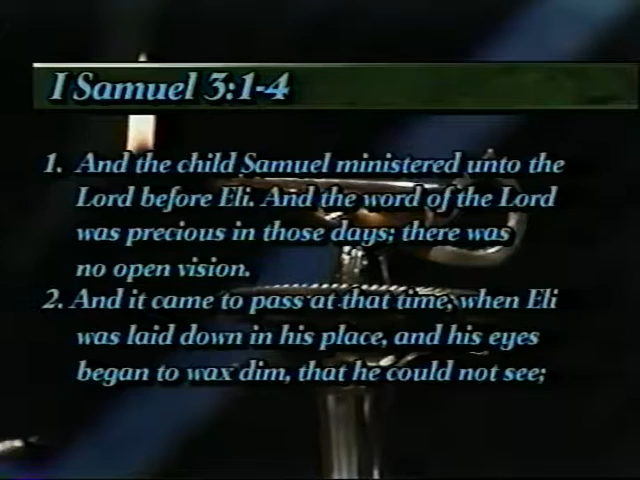 I Samuel 3:1-4
1. And the child Samuel ministered unto the
Lord before Eli. And the word of the Lord
was precious in those days; there was
no open vision.
2. And it came to pass at that time, when Eli
was laid down in his place, and his eyes
began to wax dim, that he could not see;